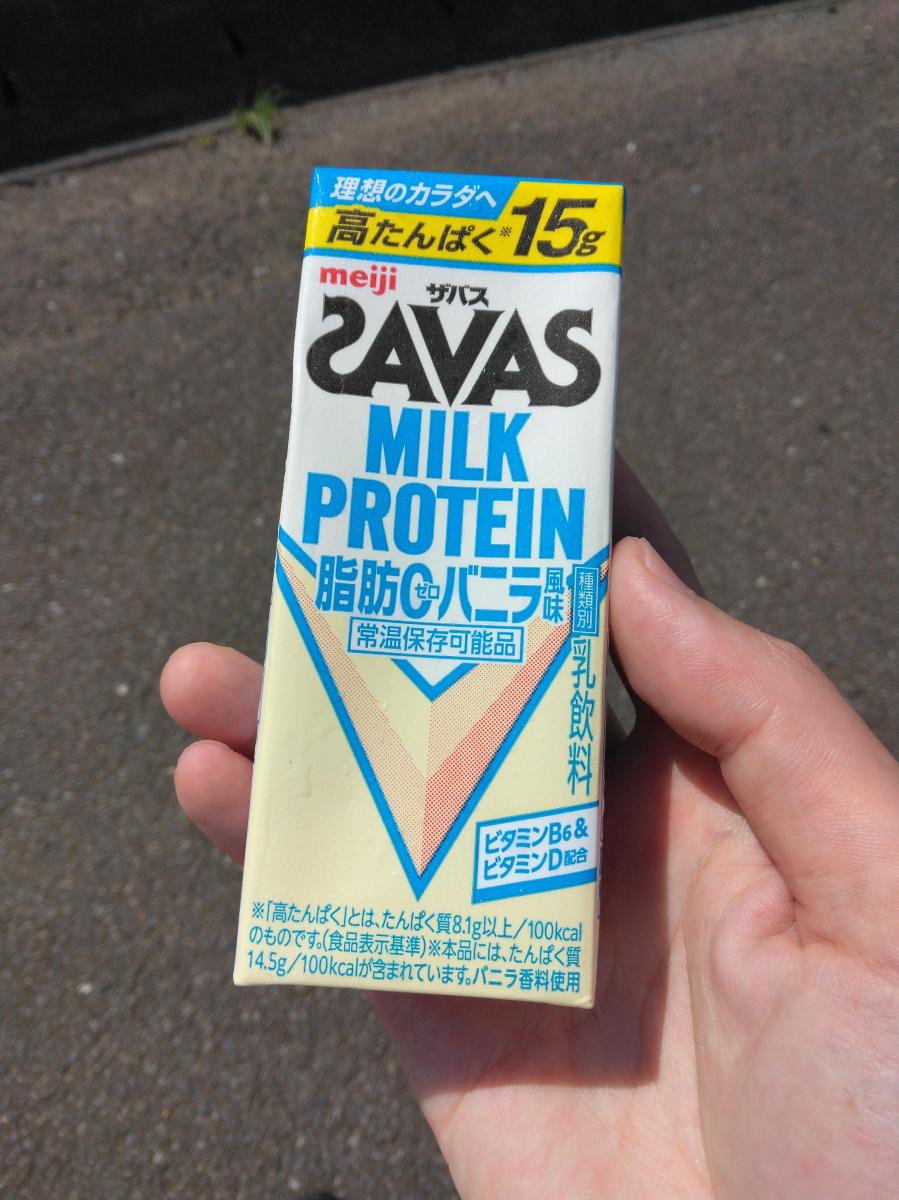 理想のカラダへ
高たんぱく※15g
meiji
ザバス
SAVAS
MILK
PROTEIN
脂肪0ゼロバニラ風味
常温保存可能品
種類別
乳飲料
ビタミンB6&
ビタミンD配合
※「高たんぱく」とは、たんぱく質8.1g以上/100kcal
のものです。(食品表示基準)※本品には、たんぱく質
14.5g/100kcalが含まれています。バニラ香料使用